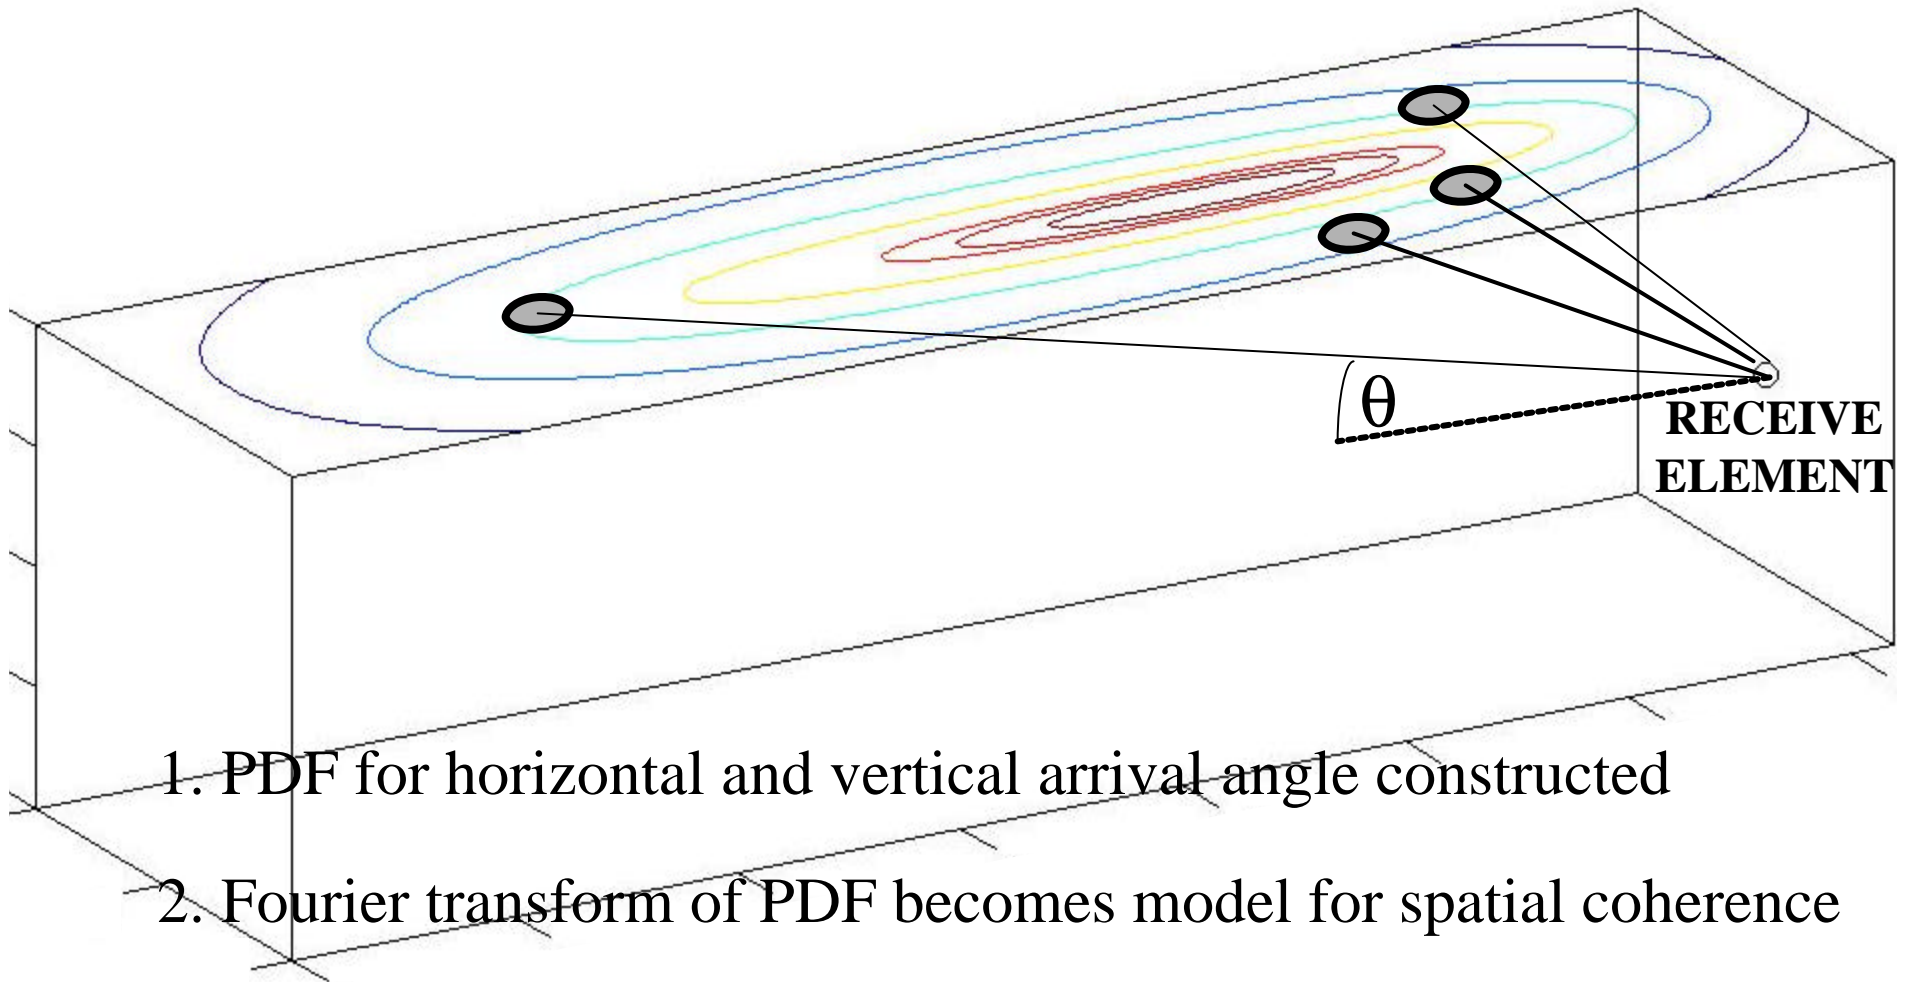 θ
RECEIVE
ELEMENT
1. PDF for horizontal and vertical arrival angle constructed
2. Fourier transform of PDF becomes model for spatial coherence